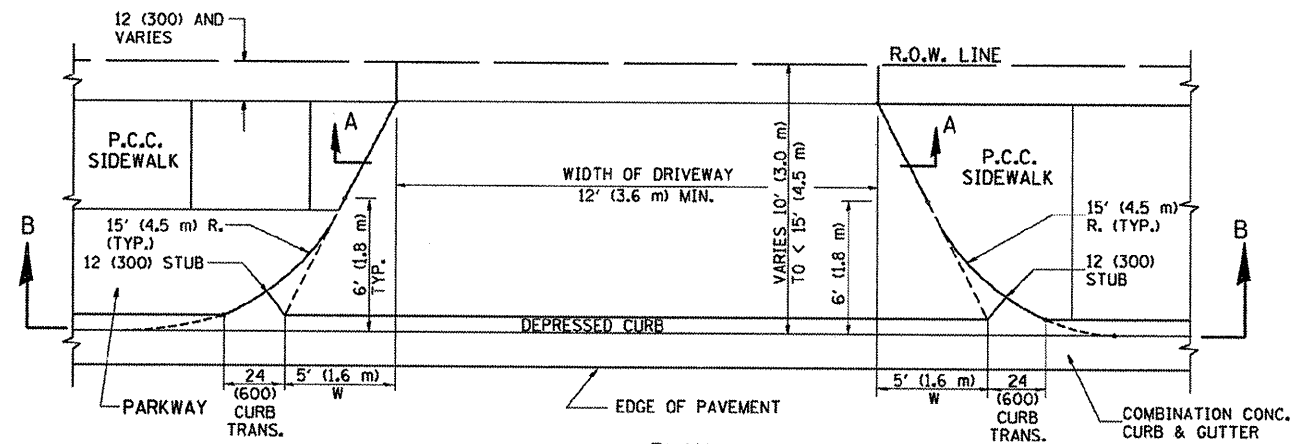 12 (300) AND
VARIES
R.O.W. LINE
A
A
P.C.C.
SIDEWALK
P.C.C.
SIDEWALK
WIDTH OF DRIVEWAY
12' (3.6 m) MIN.
VARIES 10' (3.0 m)
TO < 15' (4.5 m)
15' (4.5 m) R.
(TYP.)
12 (300) STUB
6' (1.8 m)
TYP.
6' (1.8 m)
15' (4.5 m)
R. (TYP.)
12 (300)
STUB
B
B
DEPRESSED CURB
24
(600)
CURB
TRANS.
5' (1.6 m)
W
5' (1.6 m)
W
24
(600)
CURB
TRANS.
PARKWAY
EDGE OF PAVEMENT
COMBINATION CONC.
CURB & GUTTER